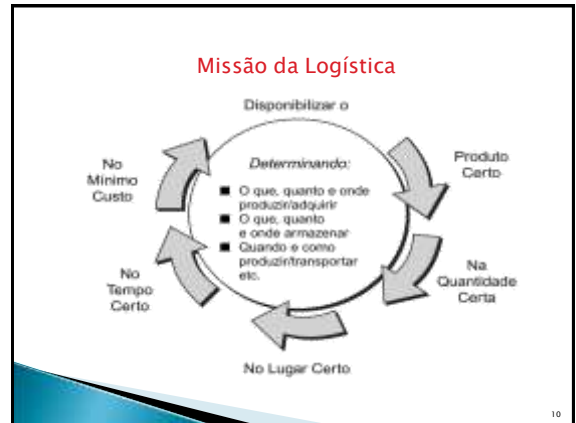 Missão da Logística
Disponibilizar o
Produto
Certo
Na
Quantidade
Certa
No Lugar Certo
No
Tempo
Certo
No
Mínimo
Custo
Determinando:
■ O que, quanto e onde
produzir/adquirir
■ O que, quanto
e onde armazenar
■ Quando e como
produzir/transportar
etc.
10